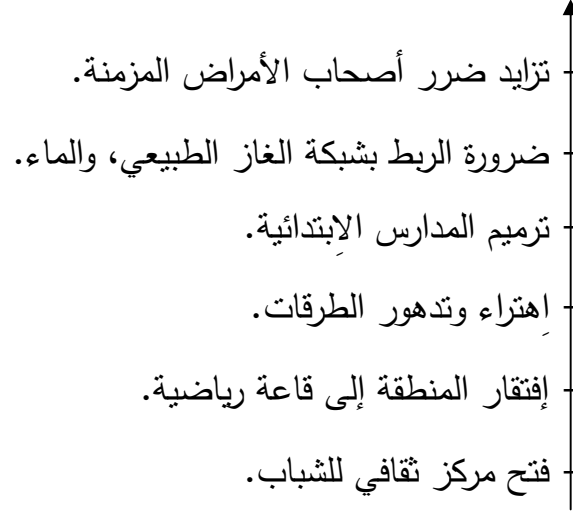 تزايد ضرر أصحاب الأمراض المزمنة.
ضرورة الربط بشبكة الغاز الطبيعي، والماء.
ترميم المدارس الاِبتدائية.
اِهتراء وتدهور الطرقات.
إفتقار المنطقة إلى قاعة رياضية.
فتح مركز ثقافي للشباب.